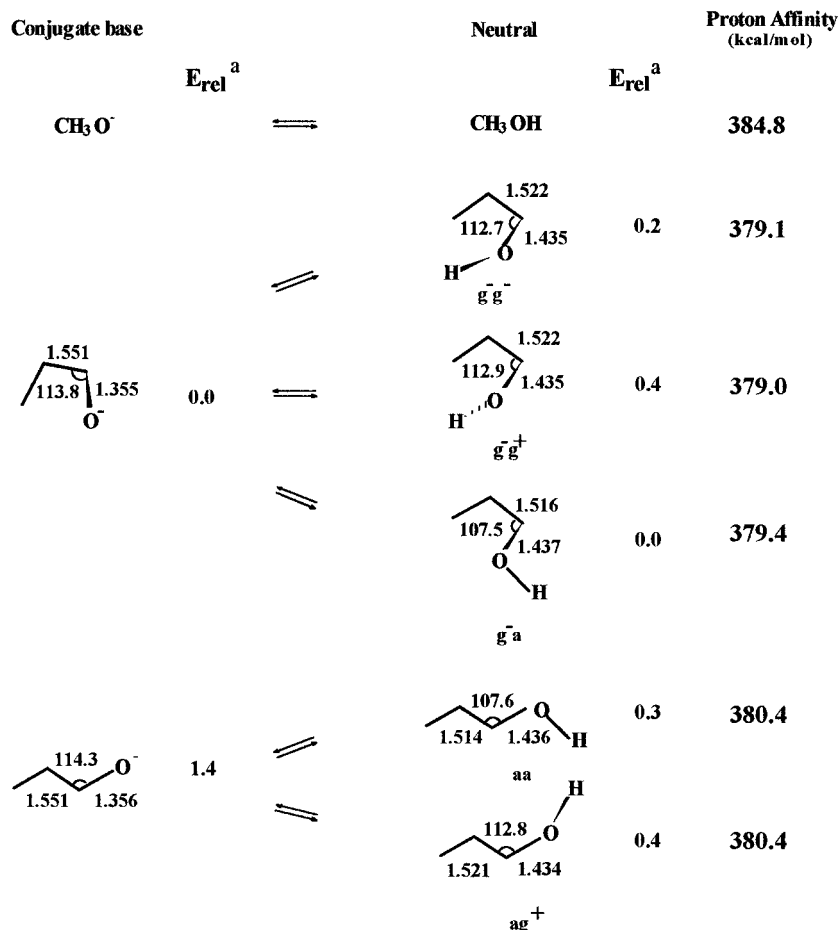 Conjugate base Neutral Proton Affinity
(kcal/mol)
E_rel^a E_rel^a
CH₃O⁻ CH₃OH 384.8
1.522
112.7 1.435 0.2 379.1
O
H
g⁻g⁻
1.551 1.522
113.8 1.355 0.0 112.9 1.435 0.4 379.0
O⁻ O
H
g⁻g⁺
1.516
107.5 1.437 0.0 379.4
O
H
g⁻a
107.6 O 0.3 380.4
1.514 1.436 H
aa
114.3 O⁻ 1.4
1.551 1.356
H
112.8 O 0.4 380.4
1.521 1.434
ag⁺